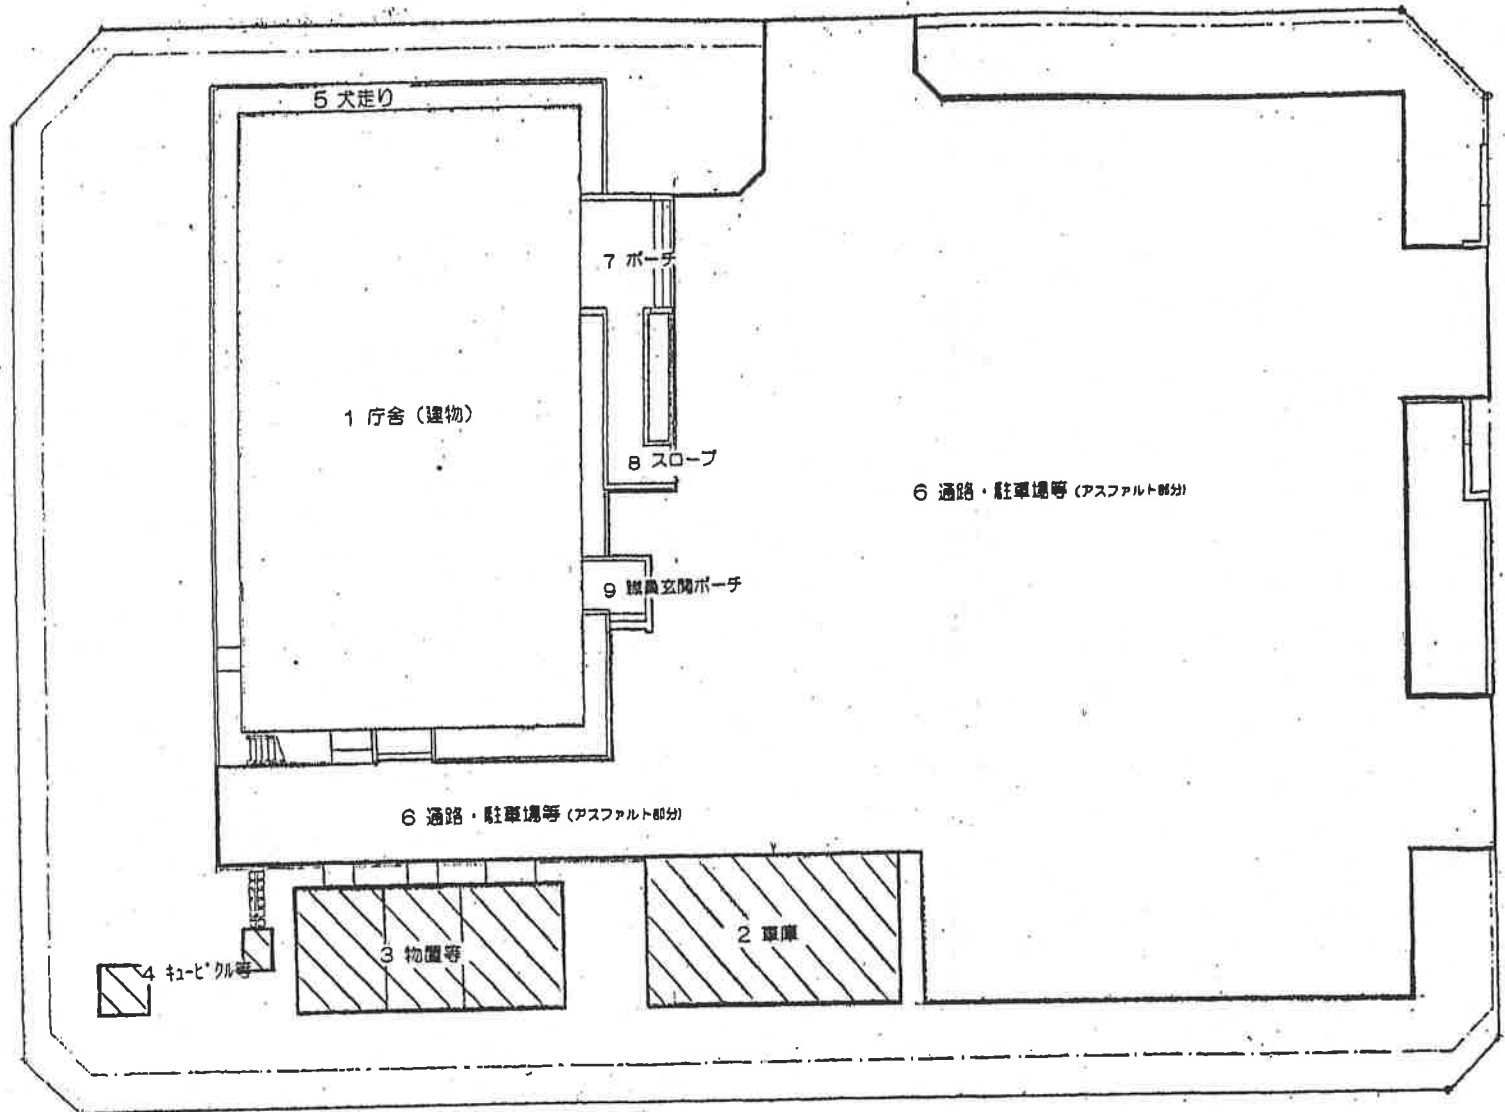 5 犬走り
7 ポーチ
1 庁舎（建物）
8 スロープ
6 通路・駐車場等（アスファルト部分）
9 職員玄関ポーチ
6 通路・駐車場等（アスファルト部分）
2 車庫
3 物置等
4 キュービクル等